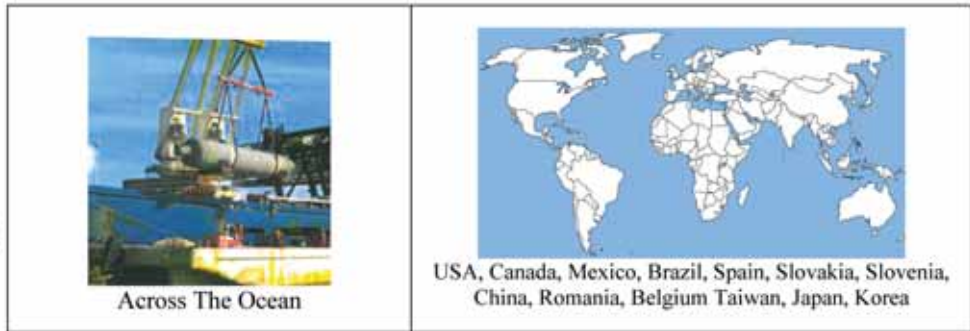 Across The Ocean
USA, Canada, Mexico, Brazil, Spain, Slovakia, Slovenia,
China, Romania, Belgium Taiwan, Japan, Korea